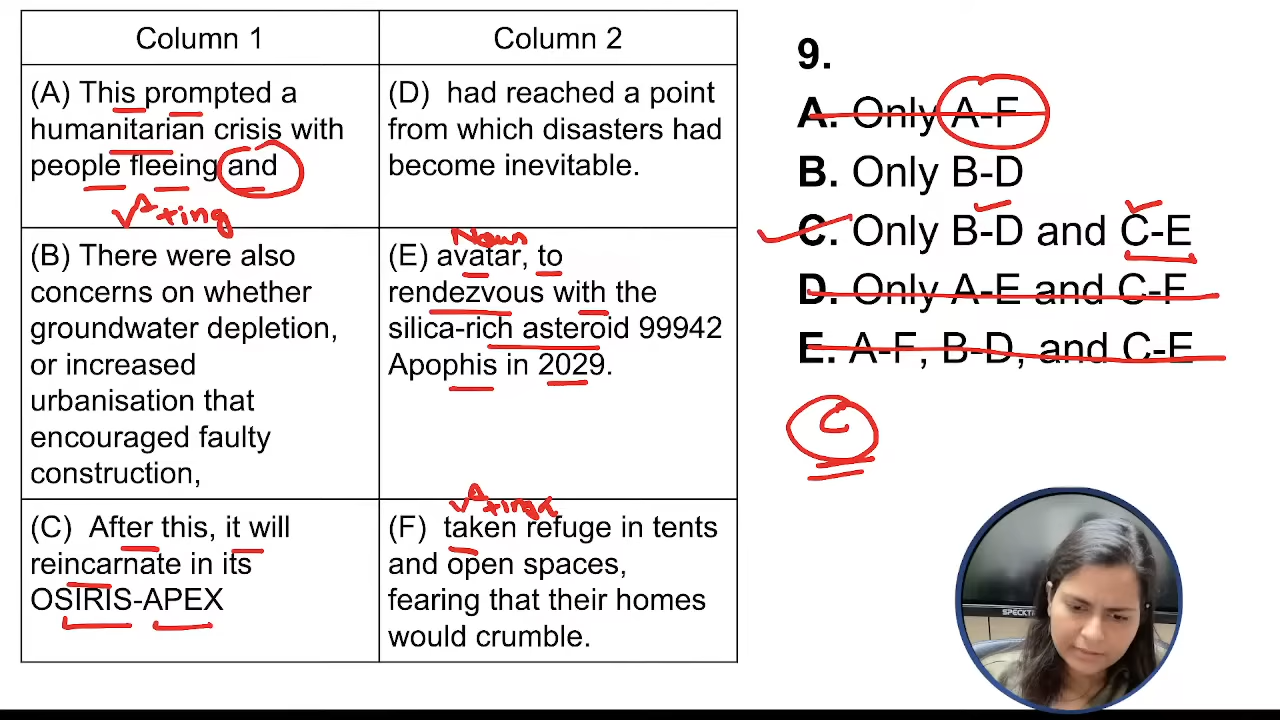 Column 1
Column 2
(A) This prompted a
humanitarian crisis with
people fleeing and
V⁴+ing
(D) had reached a point
from which disasters had
become inevitable.
(B) There were also
concerns on whether
groundwater depletion,
or increased
urbanisation that
encouraged faulty
construction,
Noun
(E) avatar, to
rendezvous with the
silica-rich asteroid 99942
Apophis in 2029.
(C) After this, it will
reincarnate in its
OSIRIS-APEX
V⁴+ing x
(F) taken refuge in tents
and open spaces,
fearing that their homes
would crumble.
9.
A. Only A-F
B. Only B-D
C. Only B-D and C-E
D. Only A-E and C-F
E. A-F, B-D, and C-E
C